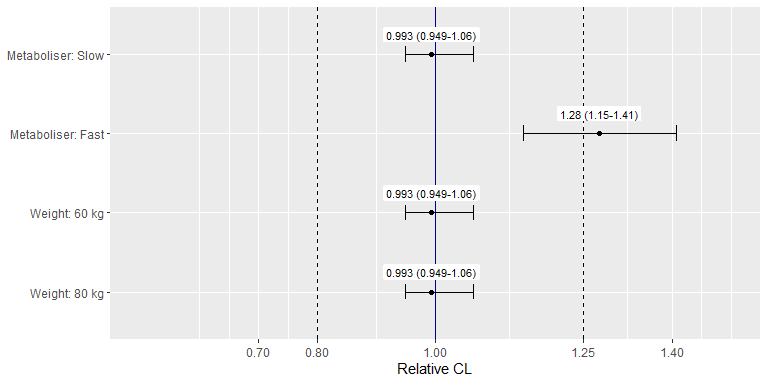 0.993 (0.949-1.06)
Metaboliser: Slow
1.28 (1.15-1.41)
Metaboliser: Fast
0.993 (0.949-1.06)
Weight: 60 kg
0.993 (0.949-1.06)
Weight: 80 kg
0.70 0.80 1.00 1.25 1.40
Relative CL